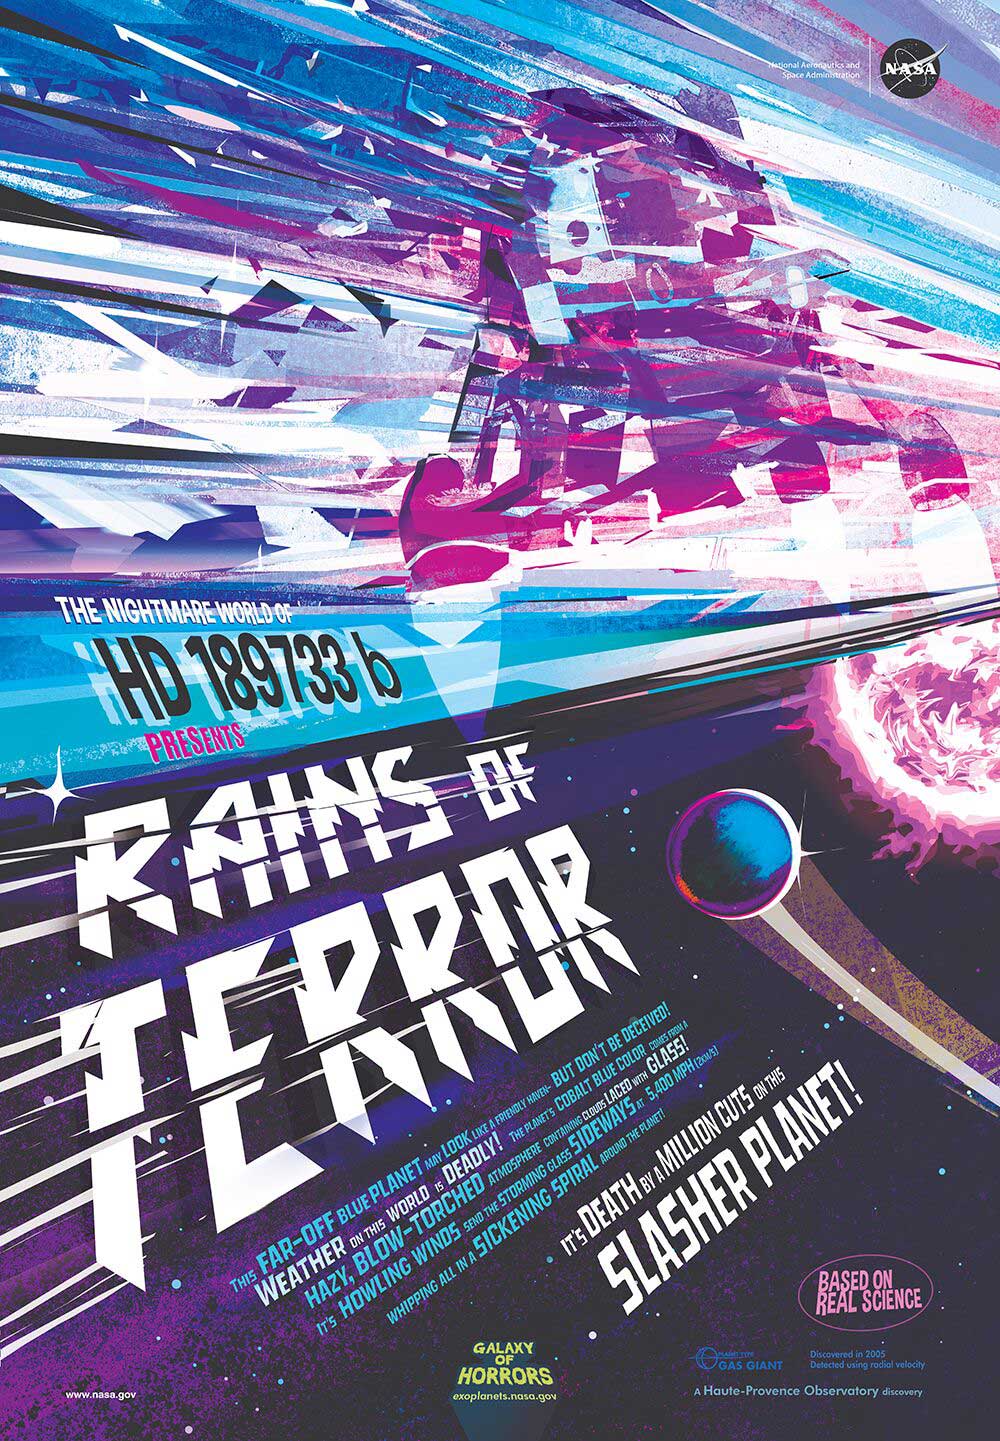 National Aeronautics and
Space Administration
NASA
THE NIGHTMARE WORLD OF
HD 189733 b
PRESENTS
RAINS OF
TERROR
THIS FAR-OFF BLUE PLANET MAY LOOK LIKE A FRIENDLY HAVEN- BUT DON'T BE DECEIVED!
WEATHER ON THIS WORLD IS DEADLY! THE PLANET'S COBALT BLUE COLOR COMES FROM A
HAZY, BLOW-TORCHED ATMOSPHERE CONTAINING CLOUDS LACED WITH GLASS!
IT'S HOWLING WINDS SEND THE STORMING GLASS SIDEWAYS AT 5,400 MPH (2KM/S)
WHIPPING ALL IN A SICKENING SPIRAL AROUND THE PLANET!
IT'S DEATH BY A MILLION CUTS ON THIS
SLASHER PLANET!
BASED ON
REAL SCIENCE
GALAXY
OF
HORRORS
exoplanets.nasa.gov
www.nasa.gov
PLANET TYPE
GAS GIANT
Discovered in 2005
Detected using radial velocity
A Haute-Provence Observatory discovery